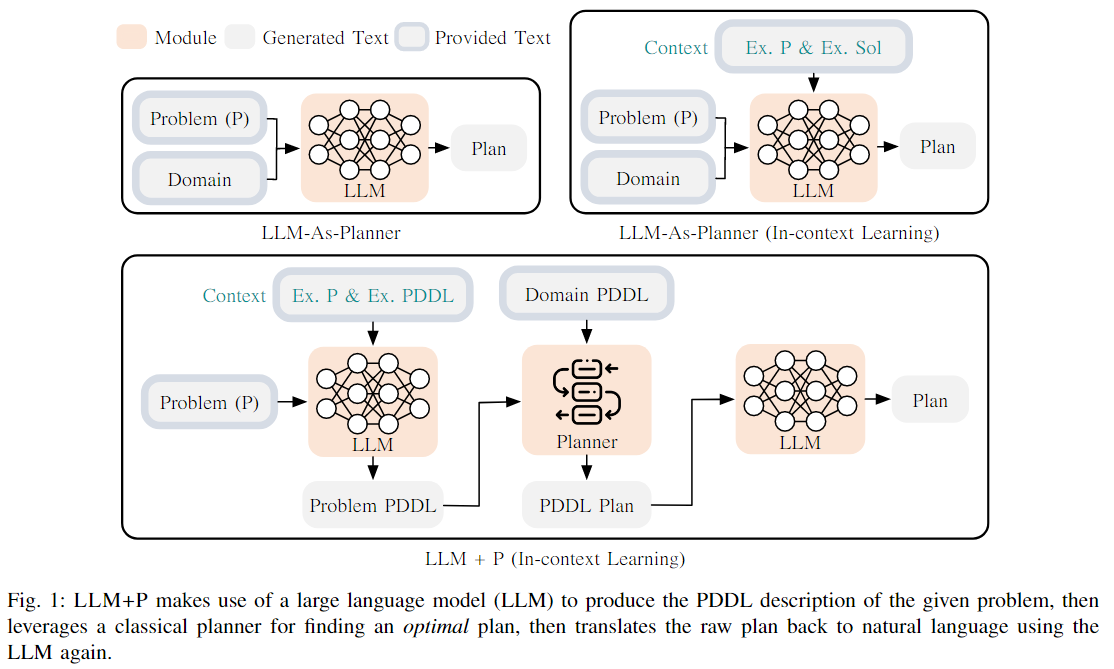 Module Generated Text Provided Text
Problem (P)
Domain
LLM
Plan
LLM-As-Planner
Context Ex. P & Ex. Sol
Problem (P)
Domain
LLM
Plan
LLM-As-Planner (In-context Learning)
Context Ex. P & Ex. PDDL
Problem (P)
LLM
Problem PDDL
Domain PDDL
Planner
PDDL Plan
LLM
Plan
LLM + P (In-context Learning)
Fig. 1: LLM+P makes use of a large language model (LLM) to produce the PDDL description of the given problem, then
leverages a classical planner for finding an optimal plan, then translates the raw plan back to natural language using the
LLM again.